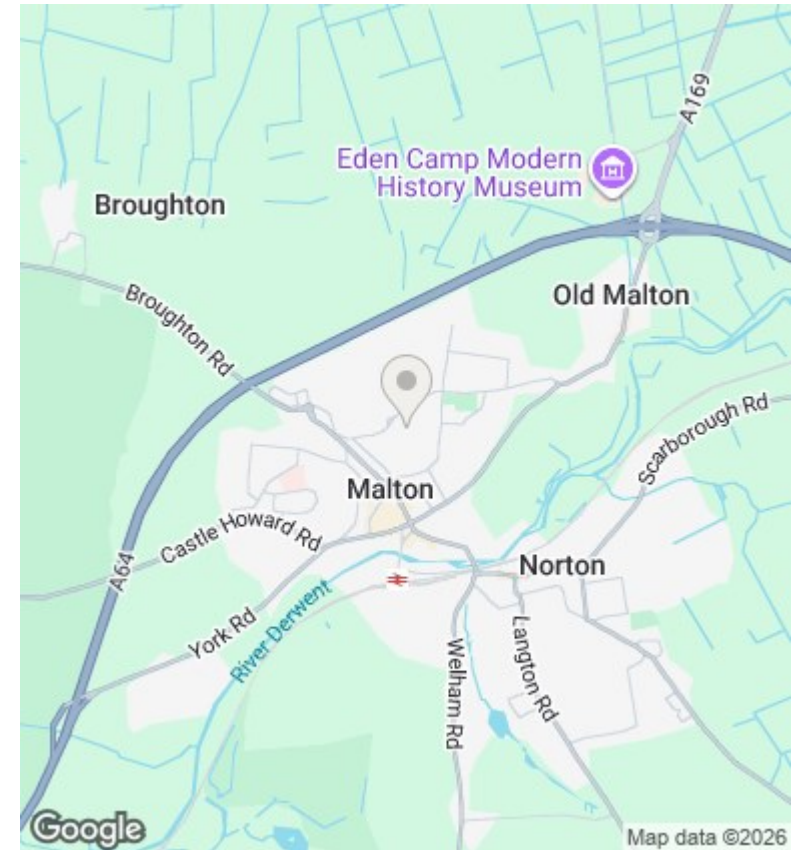 A169
Eden Camp Modern
History Museum
Broughton
Old Malton
Broughton Rd
Scarborough Rd
Malton
Castle Howard Rd
A64
Norton
York Rd
River Derwent
Welham Rd
Langton Rd
Google
Map data ©2026